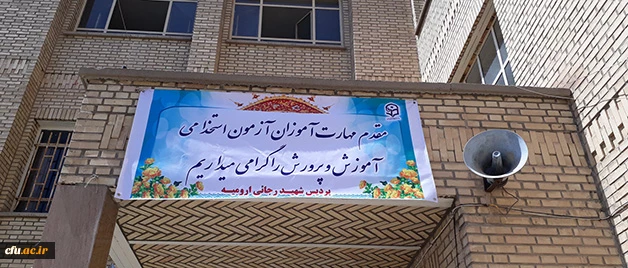 مقدم مهارت آموزان آزمون استخدامی
آموزش و پرورش را گرامی میداریم
پردیس شهید رجائی ارومیه
cfu.ac.ir